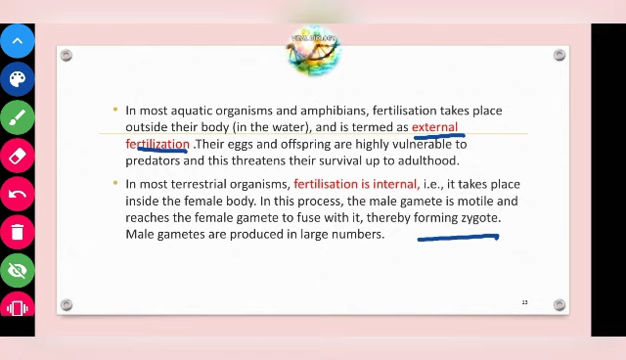 • In most aquatic organisms and amphibians, fertilisation takes place
outside their body (in the water), and is termed as external
fertilization .Their eggs and offspring are highly vulnerable to
predators and this threatens their survival up to adulthood.
• In most terrestrial organisms, fertilisation is internal, i.e., it takes place
inside the female body. In this process, the male gamete is motile and
reaches the female gamete to fuse with it, thereby forming zygote.
Male gametes are produced in large numbers.
13